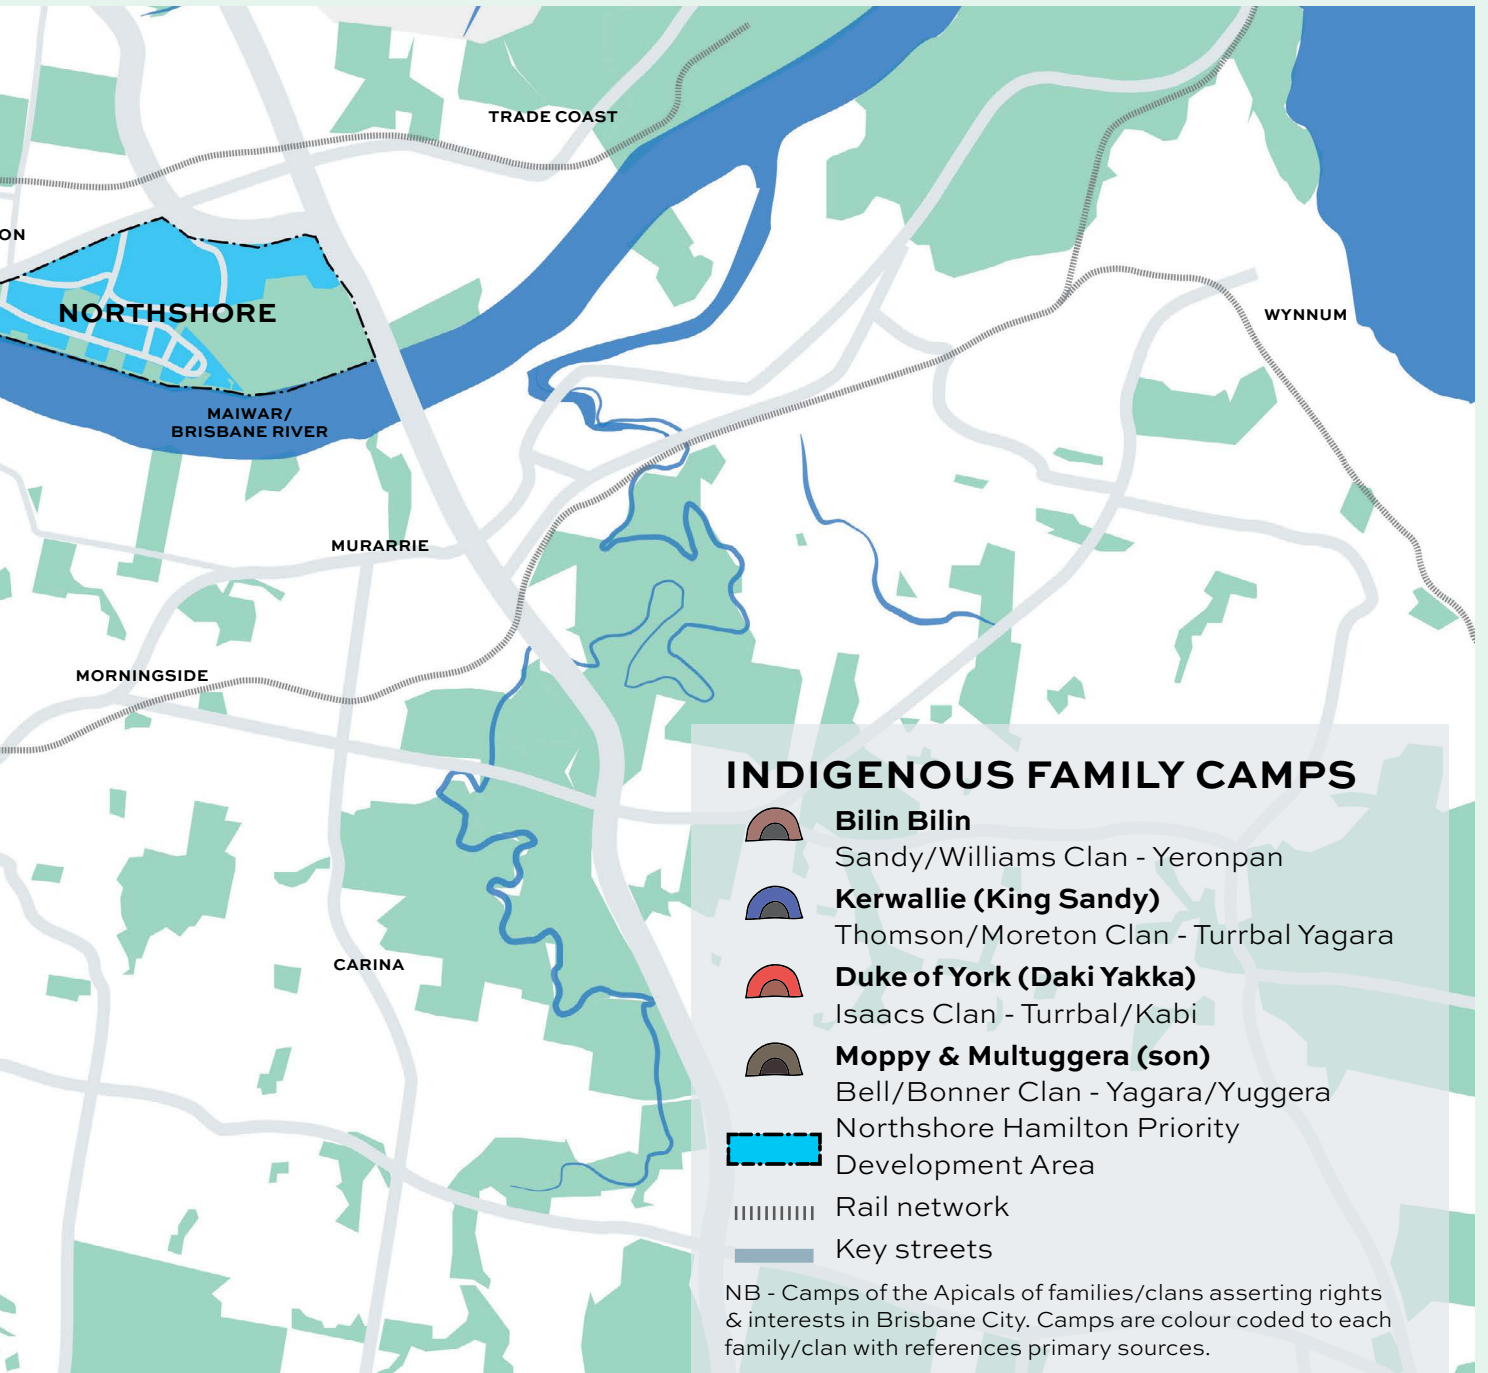 TRADE COAST
ON
NORTHSHORE
WYNNUM
MAIWAR/
BRISBANE RIVER
MURARRIE
MORNINGSIDE
CARINA
INDIGENOUS FAMILY CAMPS
Bilin Bilin
Sandy/Williams Clan - Yeronpan
Kerwallie (King Sandy)
Thomson/Moreton Clan - Turrbal Yagara
Duke of York (Daki Yakka)
Isaacs Clan - Turrbal/Kabi
Moppy & Multuggera (son)
Bell/Bonner Clan - Yagara/Yuggera
Northshore Hamilton Priority
Development Area
Rail network
Key streets
NB - Camps of the Apicals of families/clans asserting rights
& interests in Brisbane City. Camps are colour coded to each
family/clan with references primary sources.